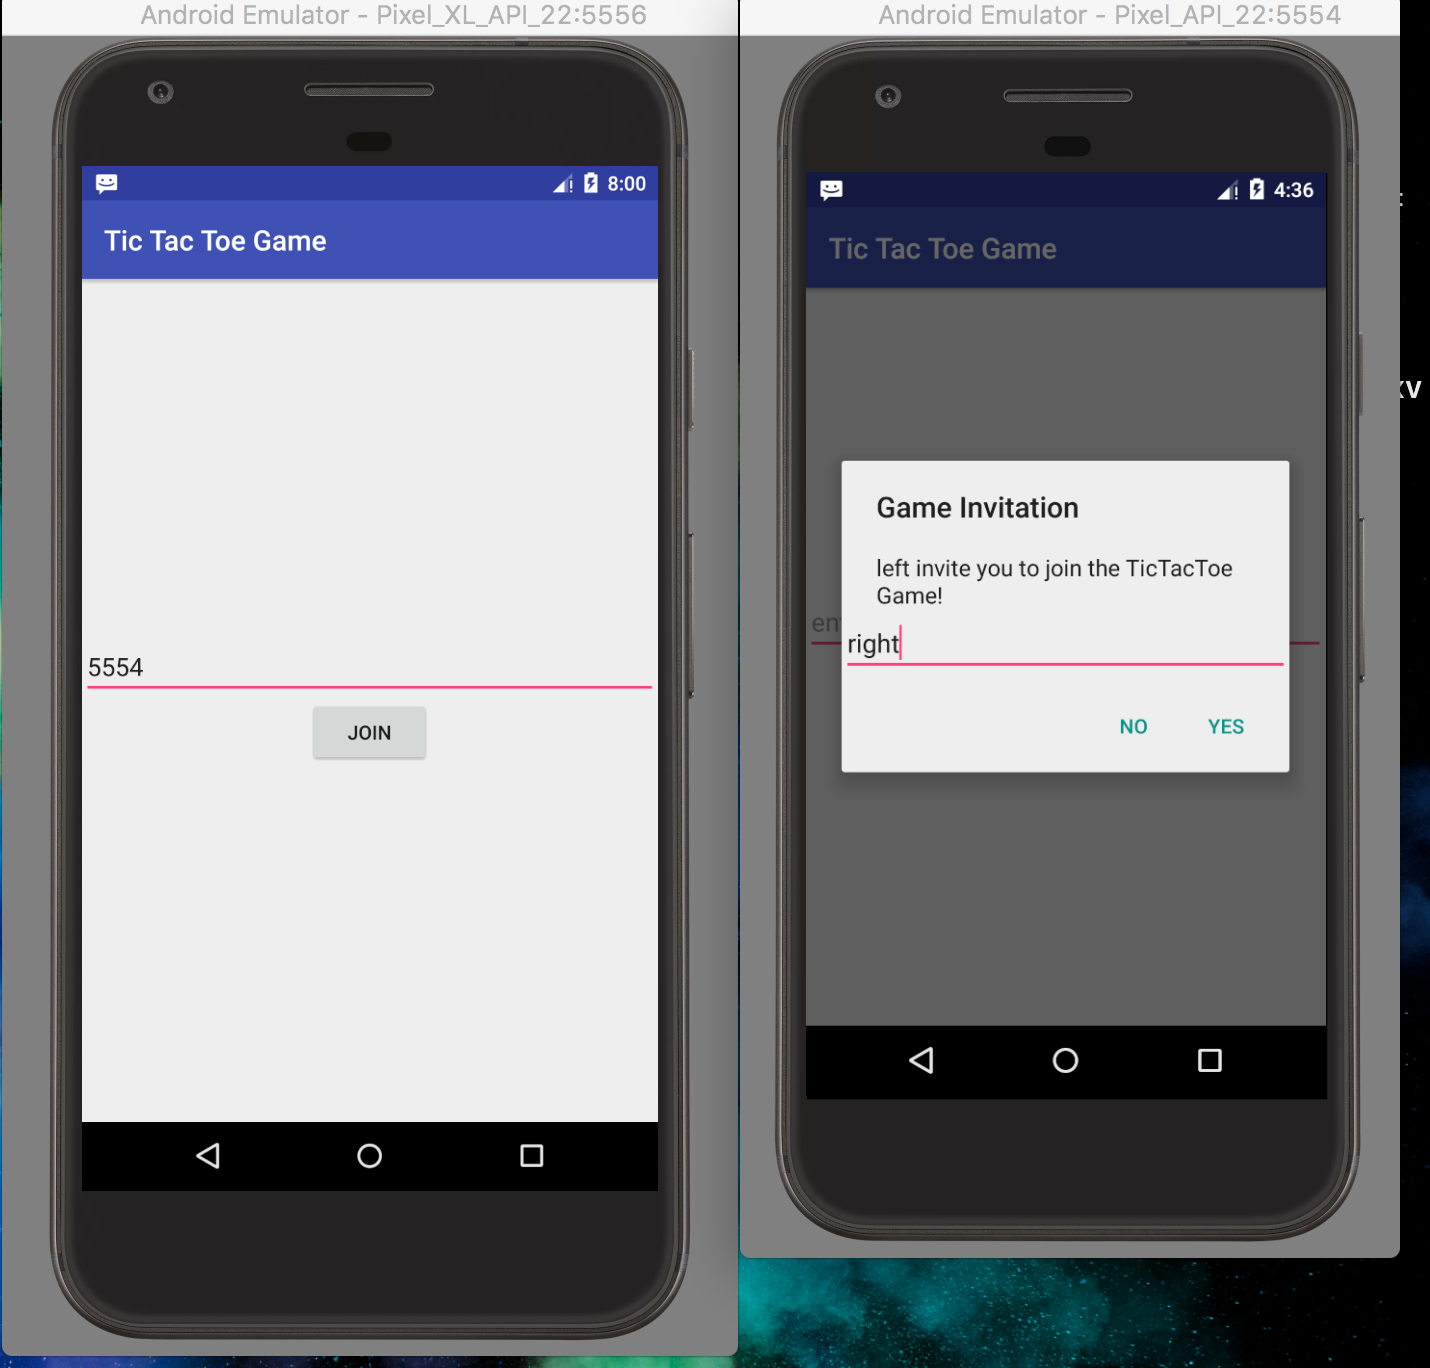 Android Emulator - Pixel_XL_API_22:5556
8:00
Tic Tac Toe Game
5554
JOIN
Android Emulator - Pixel_API_22:5554
4:36
Tic Tac Toe Game
Game Invitation
left invite you to join the TicTacToe
Game!
en
right
NO YES